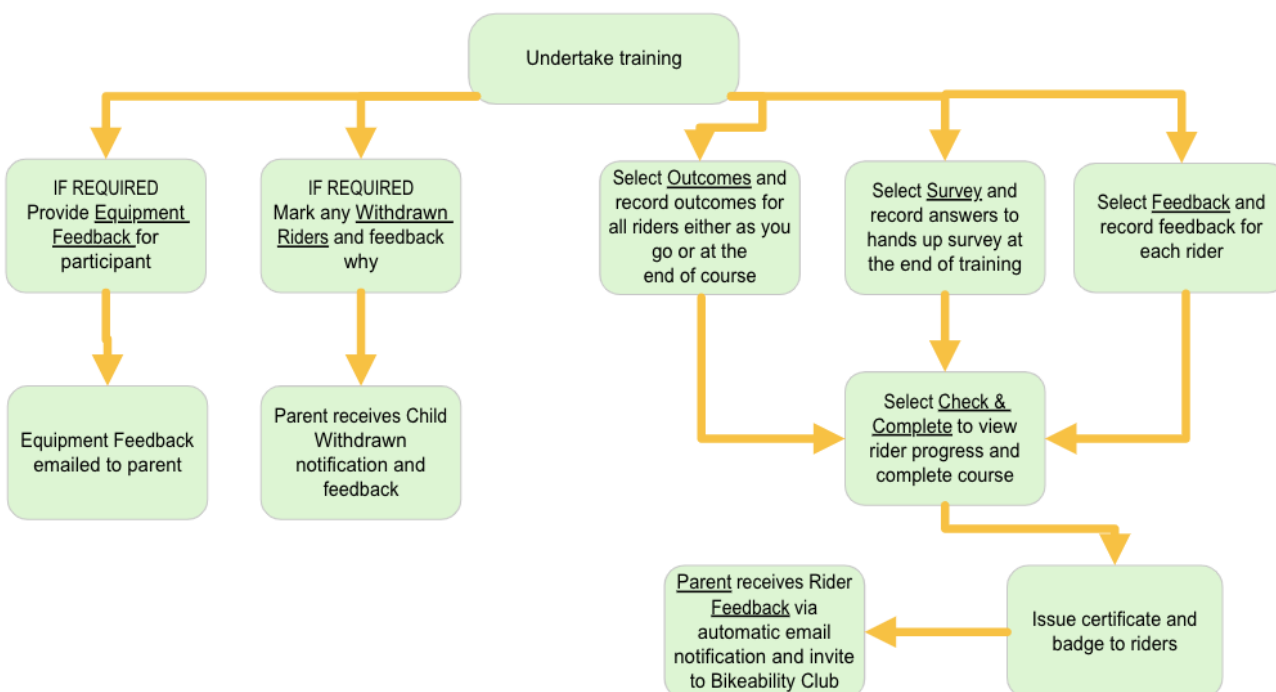 Undertake training
IF REQUIRED
Provide Equipment
Feedback for
participant
IF REQUIRED
Mark any Withdrawn
Riders and feedback
why
Select Outcomes and
record outcomes for
all riders either as you
go or at the
end of course
Select Survey and
record answers to
hands up survey at
the end of training
Select Feedback and
record feedback for
each rider
Equipment Feedback
emailed to parent
Parent receives Child
Withdrawn
notification and
feedback
Select Check &
Complete to view
rider progress and
complete course
Parent receives Rider
Feedback via
automatic email
notification and invite
to Bikeability Club
Issue certificate and
badge to riders